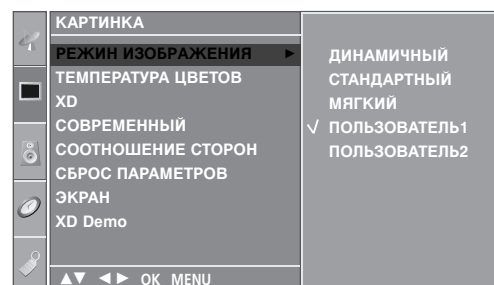 КАРТИНКА
РЕЖИН ИЗОБРАЖЕНИЯ ►
ТЕМПЕРАТУРА ЦВЕТОВ
XD
СОВРЕМЕННЫЙ
СООТНОШЕНИЕ СТОРОН
СБРОС ПАРАМЕТРОВ
ЭКРАН
XD Demo
▲▼ ◄► OK MENU
ДИНАМИЧНЫЙ
СТАНДАРТНЫЙ
МЯГКИЙ
√ ПОЛЬЗОВАТЕЛЬ1
ПОЛЬЗОВАТЕЛЬ2